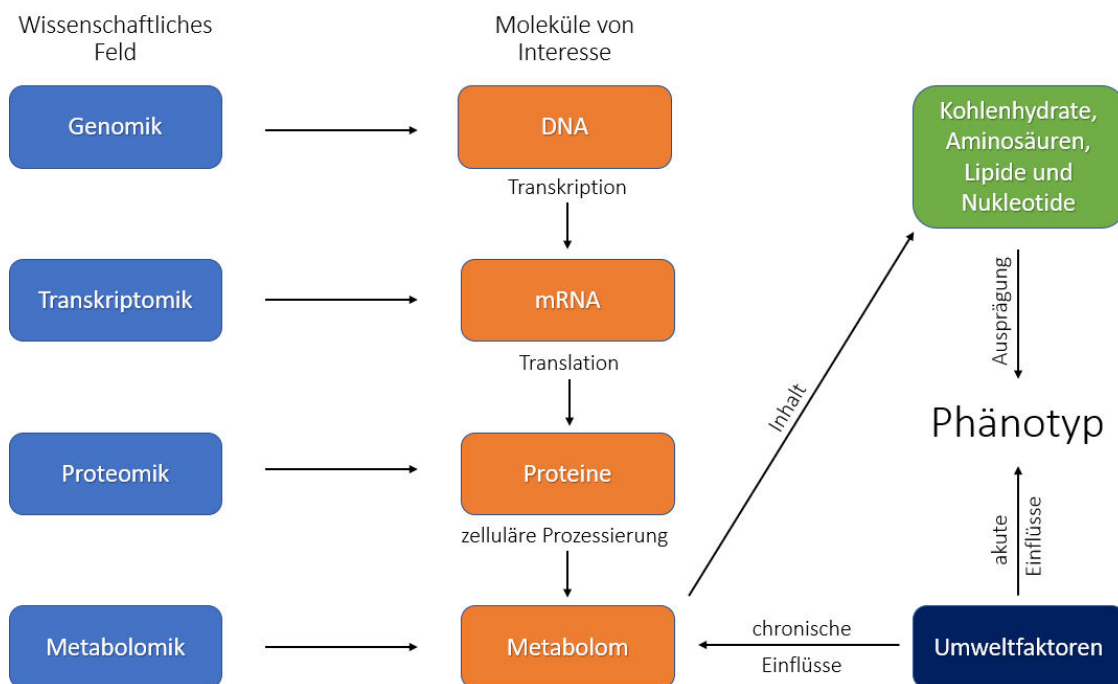 Wissenschaftliches
Feld
Moleküle von
Interesse
Genomik
DNA
Kohlenhydrate,
Aminosäuren,
Lipide und
Nukleotide
Transkription
Transkriptomik
mRNA
Ausprägung
Translation
Inhalt
Phänotyp
Proteomik
Proteine
zelluläre Prozessierung
akute
Einflüsse
Metabolomik
Metabolom
chronische
Einflüsse
Umweltfaktoren